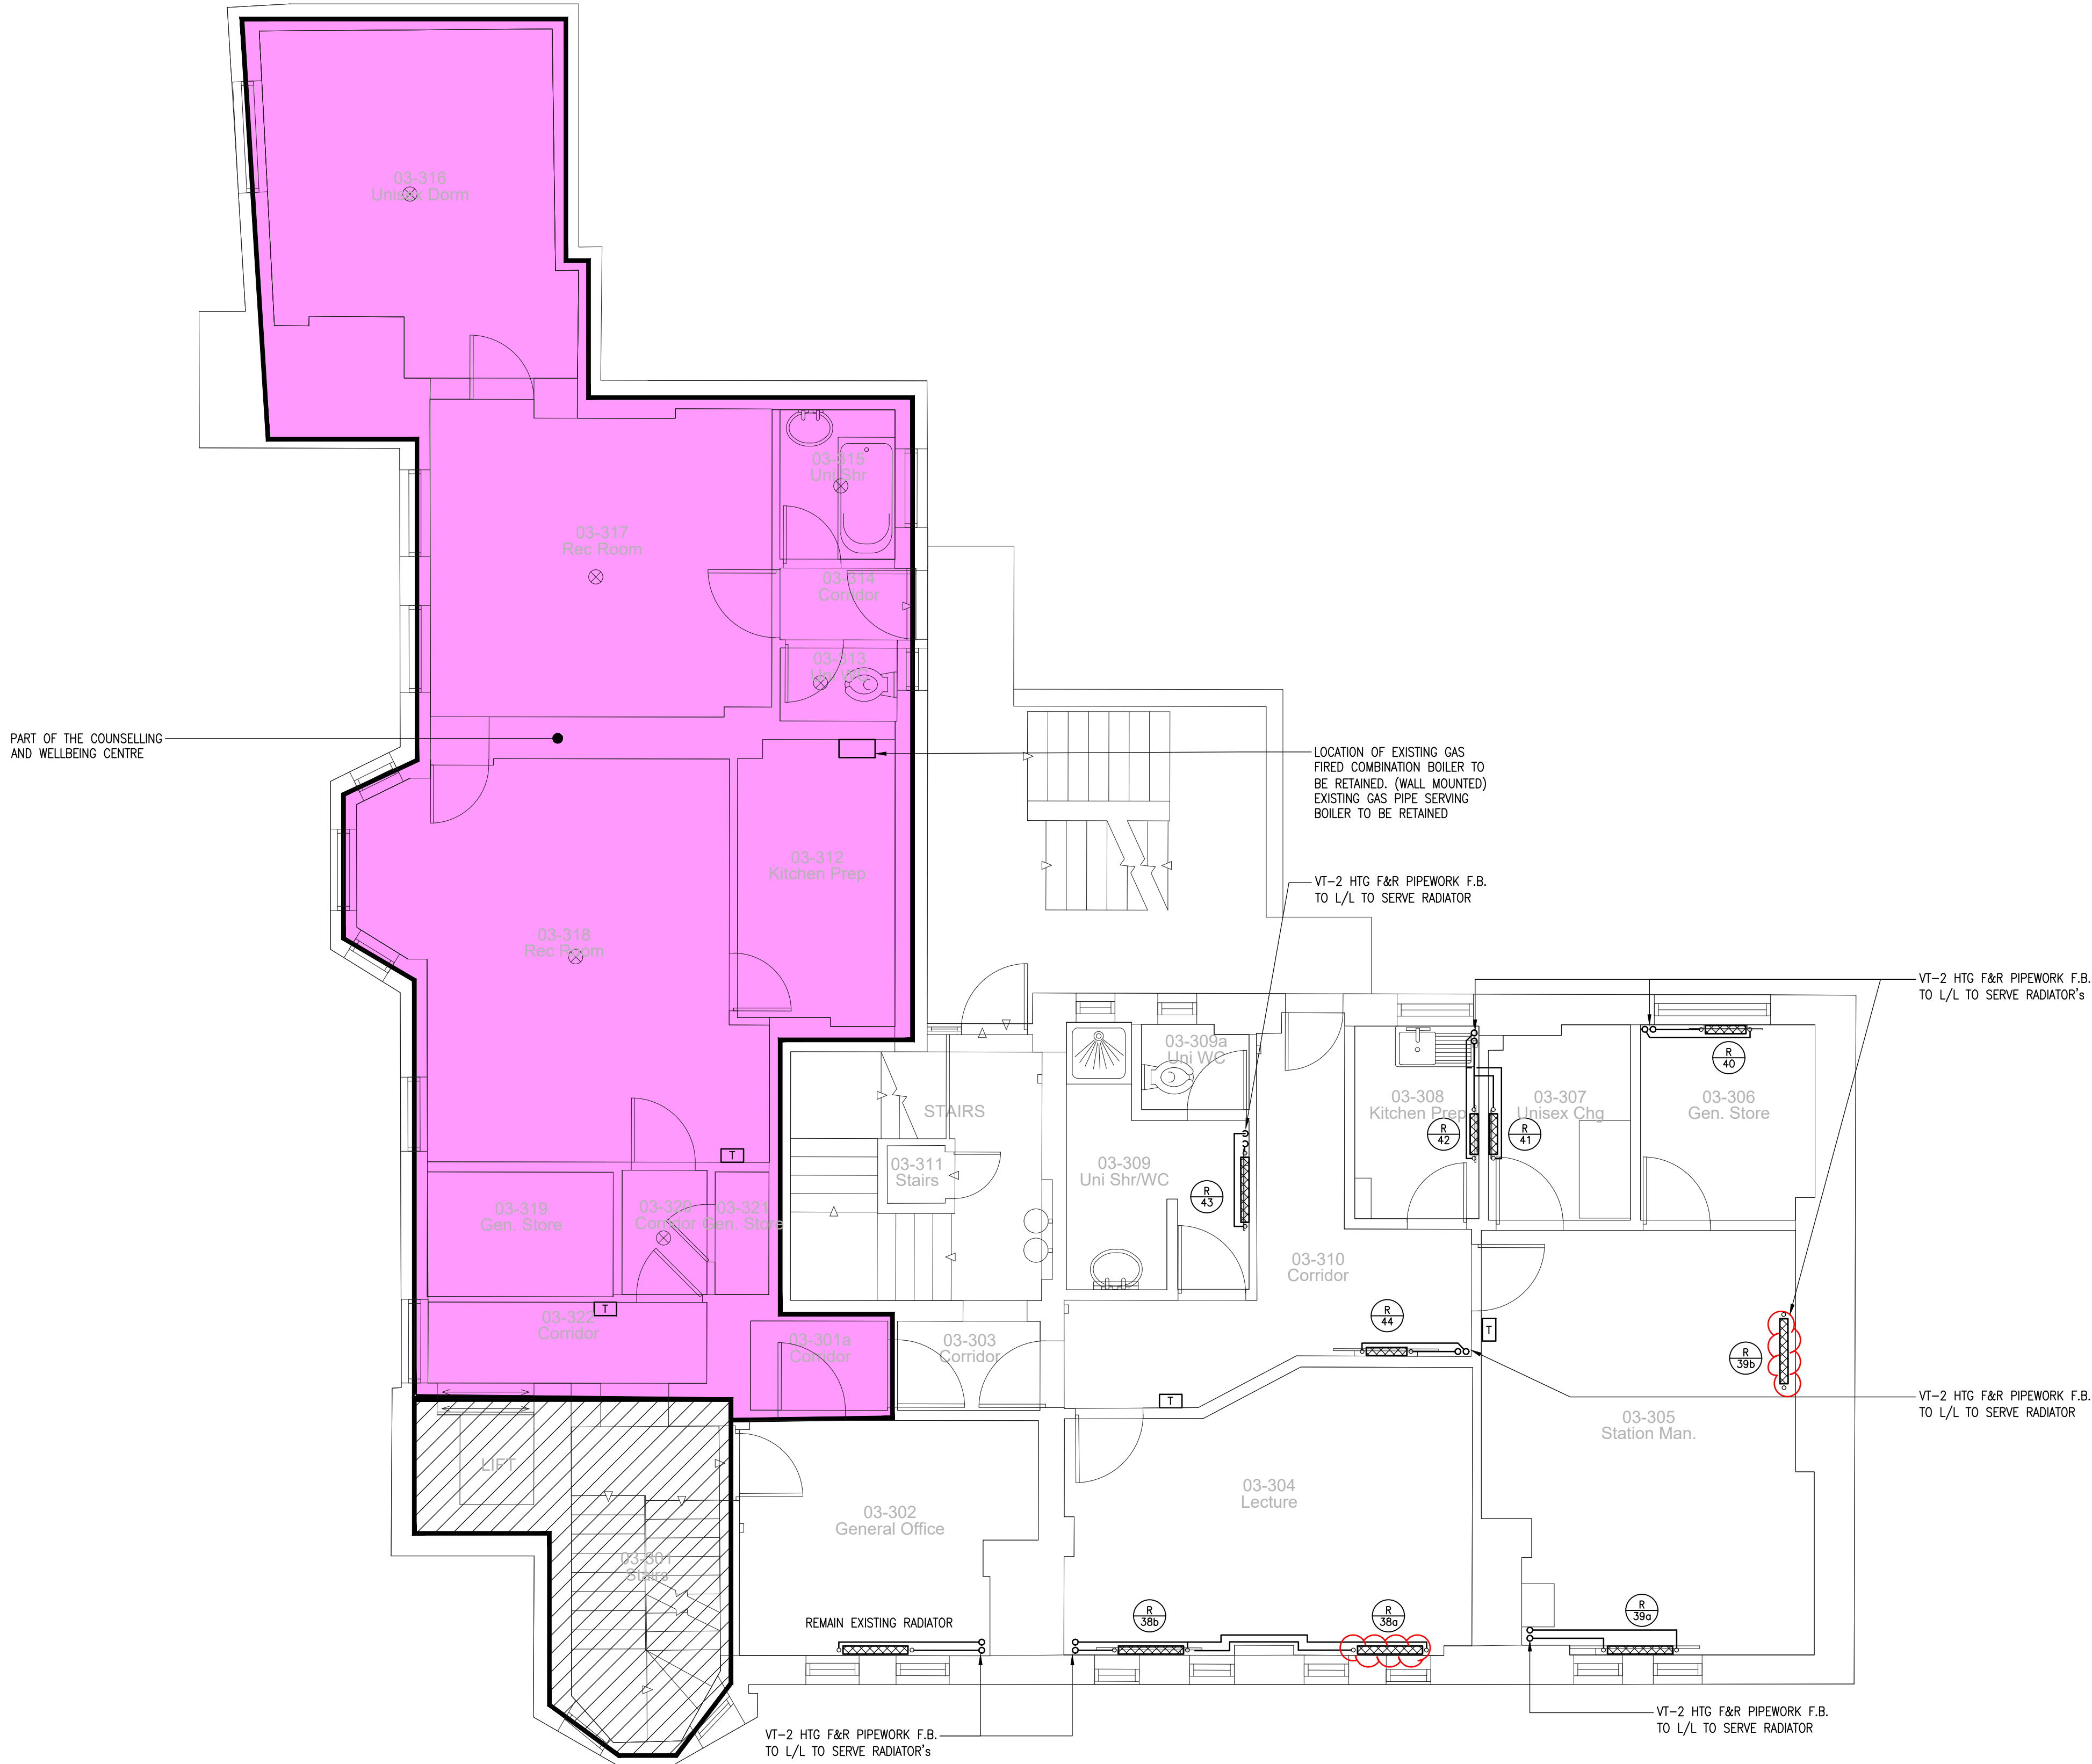 03-316
Unisex Dorm
03-315
Uni Shr
03-317
Rec Room
03-314
Corridor
03-313
Uni WC
PART OF THE COUNSELLING
AND WELLBEING CENTRE
LOCATION OF EXISTING GAS
FIRED COMBINATION BOILER TO
BE RETAINED. (WALL MOUNTED)
EXISTING GAS PIPE SERVING
BOILER TO BE RETAINED
03-312
Kitchen Prep
VT-2 HTG F&R PIPEWORK F.B.
TO L/L TO SERVE RADIATOR
03-318
Rec Room
VT-2 HTG F&R PIPEWORK F.B.
TO L/L TO SERVE RADIATOR's
03-309a
Uni WC
R
40
STAIRS
03-308
Kitchen Prep
03-307
Unisex Chg
03-306
Gen. Store
R
42
R
41
T
03-311
Stairs
03-309
Uni Shr/WC
R
43
03-319
Gen. Store
03-320
Corridor
03-321
Gen. Store
03-310
Corridor
T
03-322
Corridor
R
44
T
03-301a
Corridor
03-303
Corridor
R
39b
T
VT-2 HTG F&R PIPEWORK F.B.
TO L/L TO SERVE RADIATOR
03-305
Station Man.
LIFT
03-304
Lecture
03-302
General Office
03-301
Stairs
REMAIN EXISTING RADIATOR
R
38b
R
38a
R
39a
VT-2 HTG F&R PIPEWORK F.B.
TO L/L TO SERVE RADIATOR's
VT-2 HTG F&R PIPEWORK F.B.
TO L/L TO SERVE RADIATOR